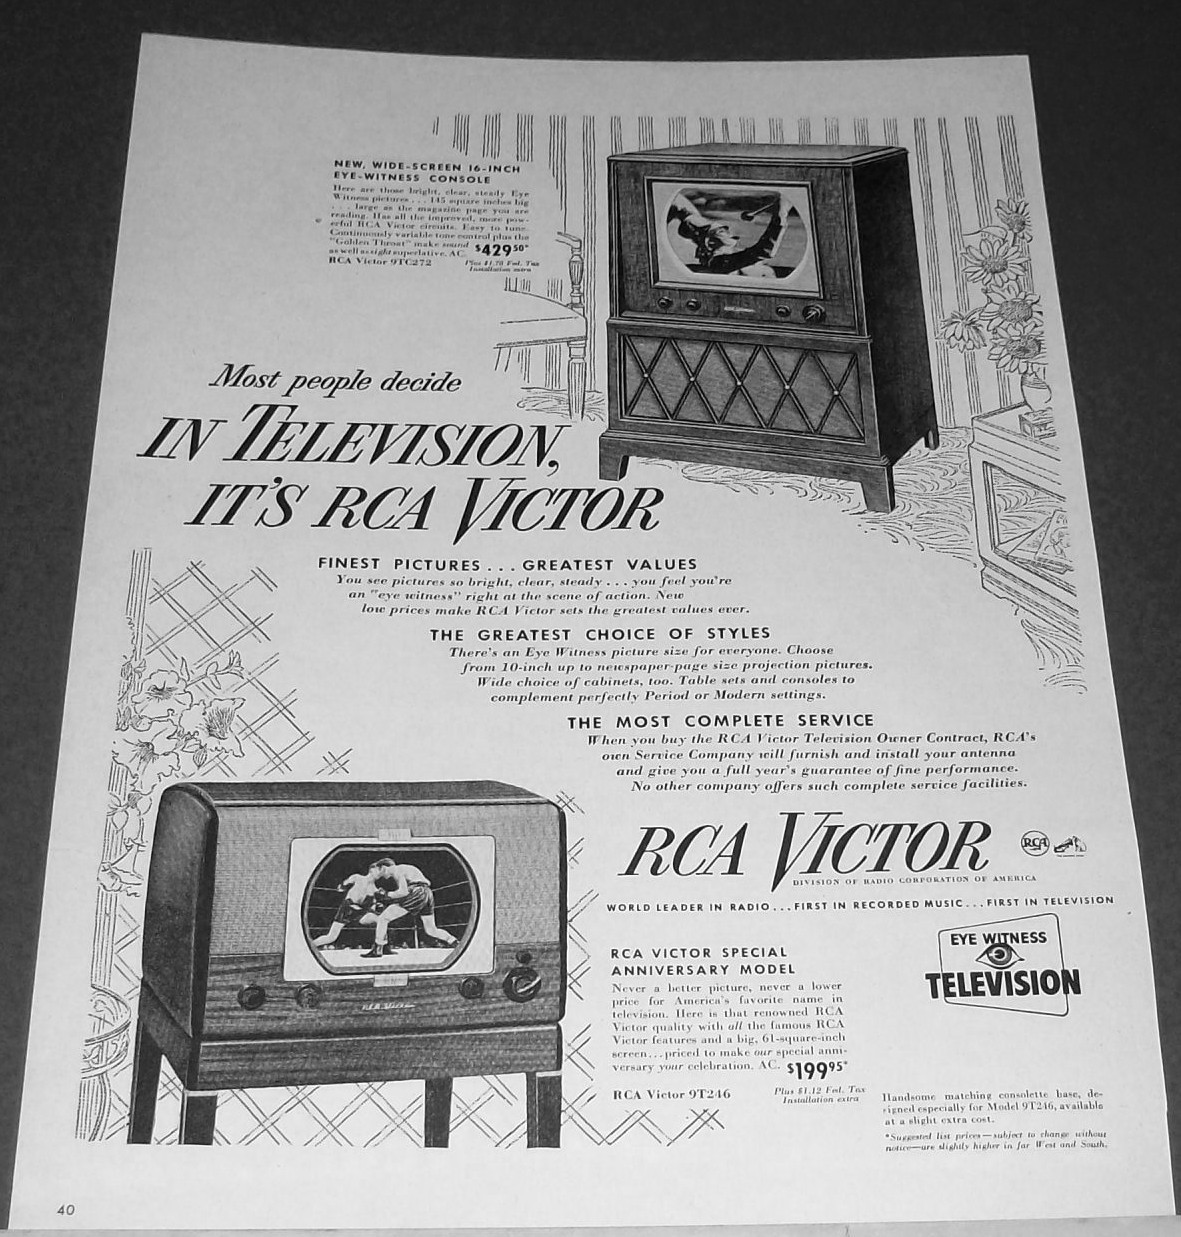 NEW, WIDE-SCREEN 16-INCH
EYE-WITNESS CONSOLE
Here are those bright, clear, steady Eye
Witness pictures . . . 145 square inches big
. . . large as the magazine page you are
reading. Has all the improved, more pow-
erful RCA Victor circuits. Easy to tune.
Continuously variable tone control plus the
"Golden Throat" make sound
as well as sight superlative. AC.
$429.50*
RCA Victor 9TC272
Plus $1.70 Fed. Tax
Installation extra
Most people decide
IN TELEVISION,
IT'S RCA VICTOR
FINEST PICTURES . . . GREATEST VALUES
You see pictures so bright, clear, steady . . . you feel you're
an "eye witness" right at the scene of action. New
low prices make RCA Victor sets the greatest values ever.
THE GREATEST CHOICE OF STYLES
There's an Eye Witness picture size for everyone. Choose
from 10-inch up to newspaper-page size projection pictures.
Wide choice of cabinets, too. Table sets and consoles to
complement perfectly Period or Modern settings.
THE MOST COMPLETE SERVICE
When you buy the RCA Victor Television Owner Contract, RCA's
own Service Company will furnish and install your antenna
and give you a full year's guarantee of fine performance.
No other company offers such complete service facilities.
RCA VICTOR
RCA
DIVISION OF RADIO CORPORATION OF AMERICA
WORLD LEADER IN RADIO . . . FIRST IN RECORDED MUSIC . . . FIRST IN TELEVISION
RCA Victor
RCA VICTOR SPECIAL
ANNIVERSARY MODEL
Never a better picture, never a lower
price for America's favorite name in
television. Here is that renowned RCA
Victor quality with all the famous RCA
Victor features and a big, 61-square-inch
screen . . . priced to make our special anni-
versary your celebration. AC.
$199.95*
RCA Victor 9T246
Plus $1.12 Fed. Tax
Installation extra
EYE WITNESS
TELEVISION
Handsome matching consolette base, de-
signed especially for Model 9T246, available
at a slight extra cost.
*Suggested list prices—subject to change without
notice—are slightly higher in far West and South.
40